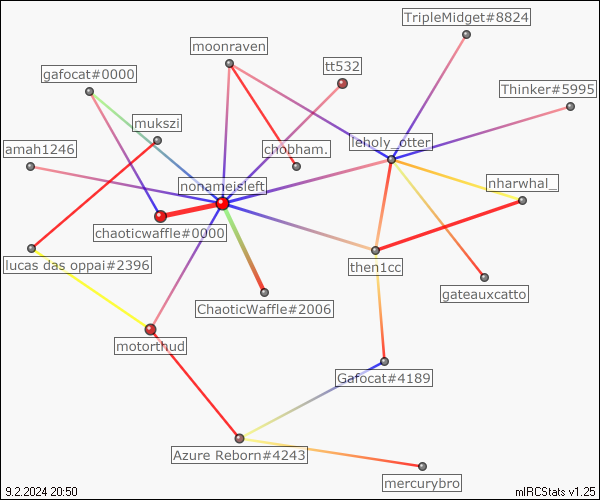 TripleMidget#8824
moonraven
tt532
gafocat#0000
Thinker#5995
mukszi
amah1246
chobham.
leholy_otter
nonameisleft
nharwhal_
chaoticwaffle#0000
lucas das oppai#2396
then1cc
gateauxcatto
ChaoticWaffle#2006
motorthud
Gafocat#4189
Azure Reborn#4243
mercurybro
9.2.2024 20:50
mIRCStats v1.25